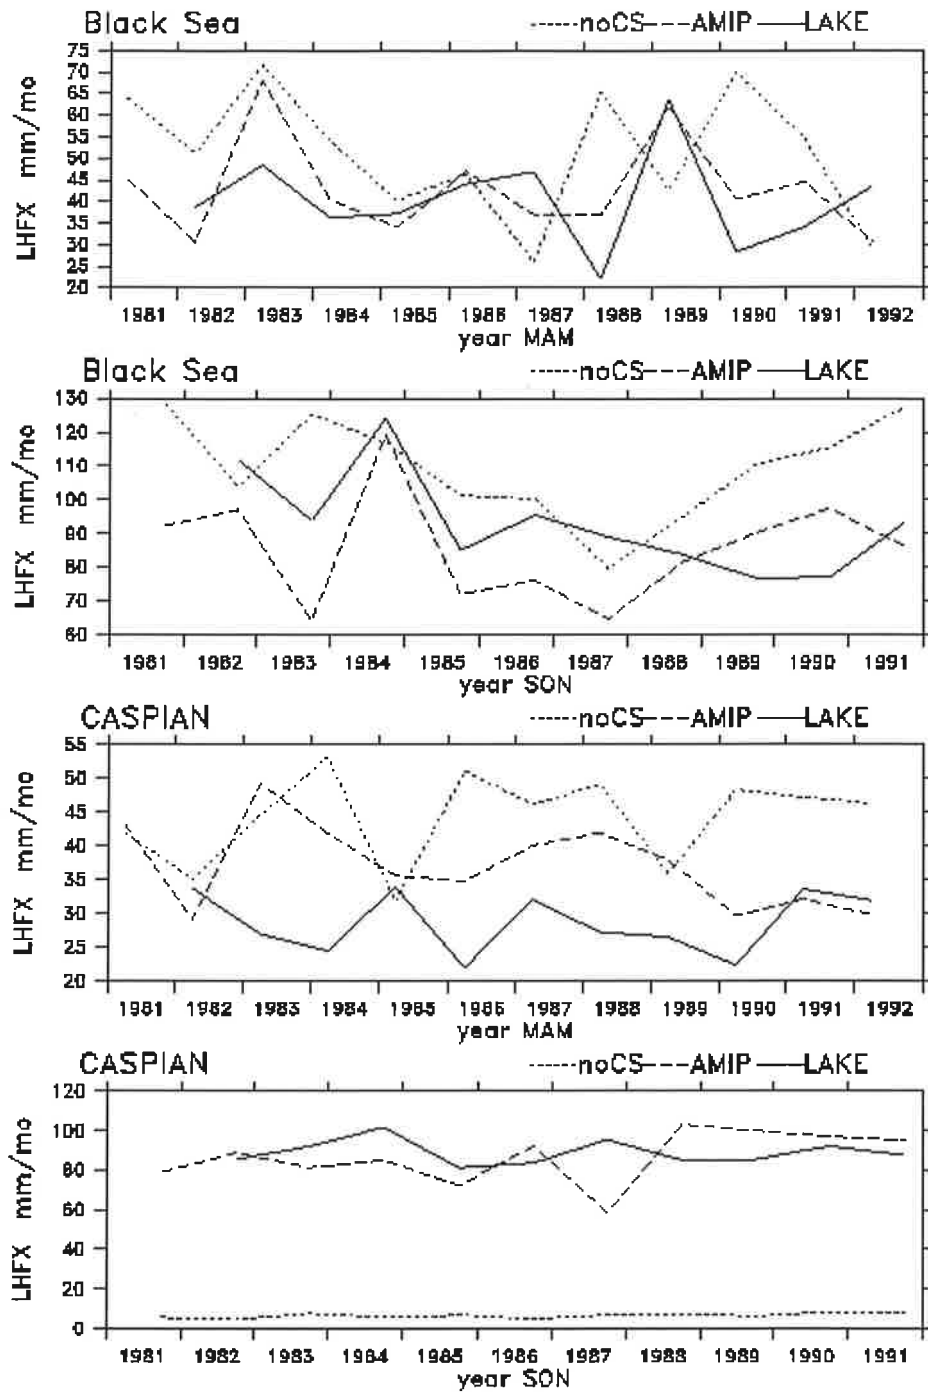 Black Sea noCS AMIP LAKE
75
70
65
60
55
50
45
40
35
30
25
20
LHFX mm/mo
1981 1982 1983 1984 1985 1986 1987 1988 1989 1990 1991 1992
year MAM
Black Sea noCS AMIP LAKE
130
120
110
100
90
80
70
60
LHFX mm/mo
1981 1982 1983 1984 1985 1986 1987 1988 1989 1990 1991
year SON
CASPIAN noCS AMIP LAKE
55
50
45
40
35
30
25
20
LHFX mm/mo
1981 1982 1983 1984 1985 1986 1987 1988 1989 1990 1991 1992
year MAM
CASPIAN noCS AMIP LAKE
120
100
80
60
40
20
0
LHFX mm/mo
1981 1982 1983 1984 1985 1986 1987 1988 1989 1990 1991
year SON